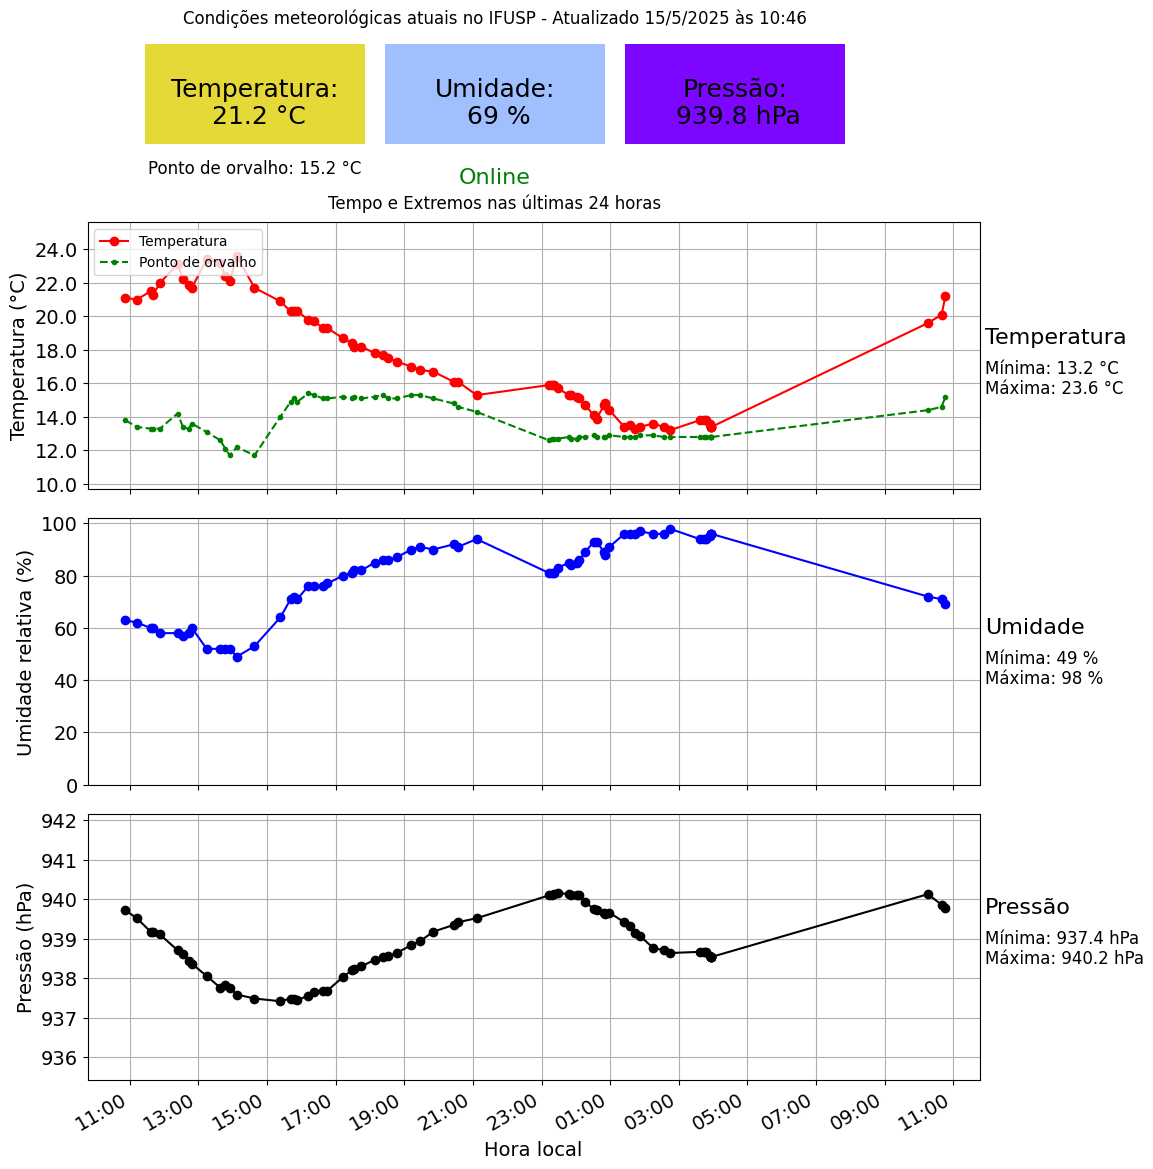 Condições meteorológicas atuais no IFUSP - Atualizado 15/5/2025 às 10:46
Temperatura:
21.2 °C
Umidade:
69 %
Pressão:
939.8 hPa
Ponto de orvalho: 15.2 °C
Online
Tempo e Extremos nas últimas 24 horas
Temperatura
Ponto de orvalho
Temperatura (°C)
24.0
22.0
20.0
18.0
16.0
14.0
12.0
10.0
Temperatura
Mínima: 13.2 °C
Máxima: 23.6 °C
Umidade relativa (%)
100
80
60
40
20
0
Umidade
Mínima: 49 %
Máxima: 98 %
Pressão (hPa)
942
941
940
939
938
937
936
Pressão
Mínima: 937.4 hPa
Máxima: 940.2 hPa
11:00 13:00 15:00 17:00 19:00 21:00 23:00 01:00 03:00 05:00 07:00 09:00 11:00
Hora local